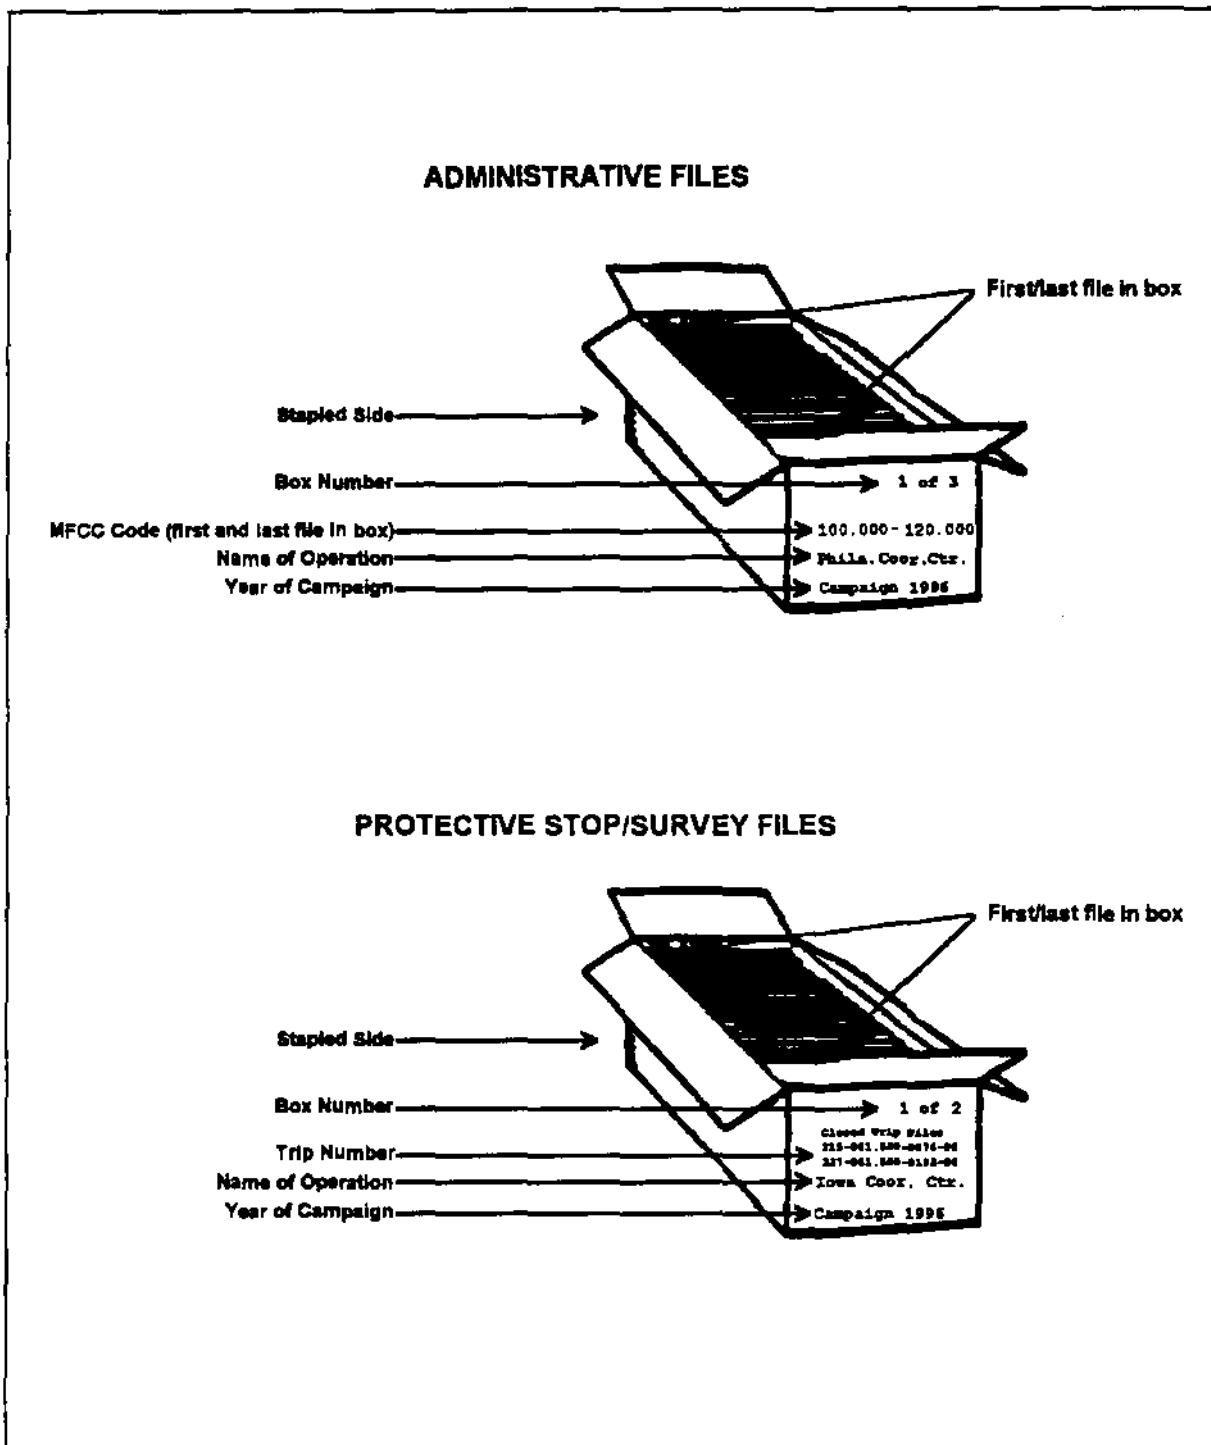 ADMINISTRATIVE FILES
First/last file in box
Stapled Side
Box Number
1 of 3
MFCC Code (first and last file in box)
100.000-120.000
Name of Operation
Phila.Coor.Ctr.
Year of Campaign
Campaign 1996
PROTECTIVE STOP/SURVEY FILES
First/last file in box
Stapled Side
Box Number
1 of 2
Closed Trip Files
Trip Number
Name of Operation
Iowa Coor. Ctr.
Year of Campaign
Campaign 1996